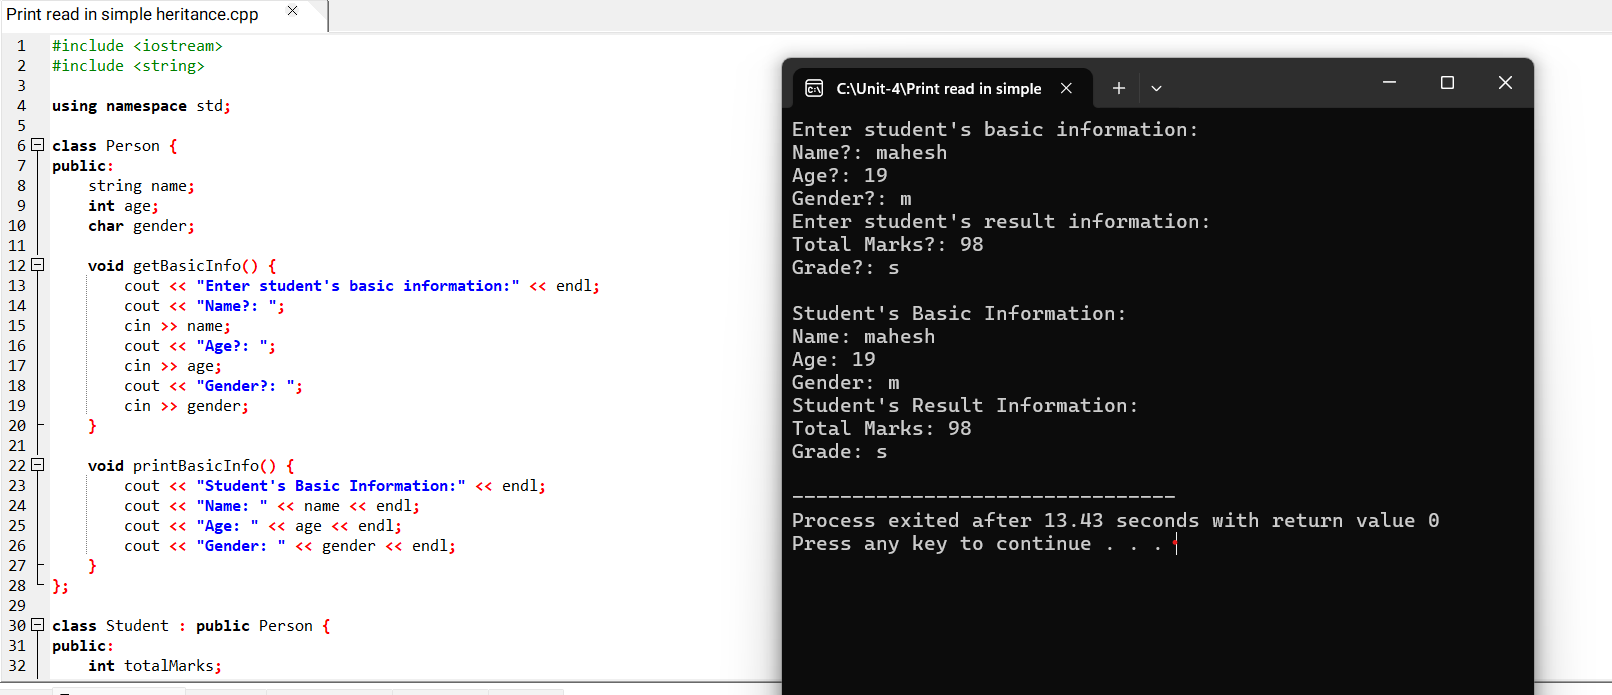 Print read in simple heritance.cpp
1 #include <iostream>
2 #include <string>
3
4 using namespace std;
5
6 class Person {
7 public:
8 string name;
9 int age;
10 char gender;
11
12 void getBasicInfo() {
13 cout << "Enter student's basic information:" << endl;
14 cout << "Name?: ";
15 cin >> name;
16 cout << "Age?: ";
17 cin >> age;
18 cout << "Gender?: ";
19 cin >> gender;
20 }
21
22 void printBasicInfo() {
23 cout << "Student's Basic Information:" << endl;
24 cout << "Name: " << name << endl;
25 cout << "Age: " << age << endl;
26 cout << "Gender: " << gender << endl;
27 }
28 };
29
30 class Student : public Person {
31 public:
32 int totalMarks;
C:\Unit-4\Print read in simple
Enter student's basic information:
Name?: mahesh
Age?: 19
Gender?: m
Enter student's result information:
Total Marks?: 98
Grade?: s

Student's Basic Information:
Name: mahesh
Age: 19
Gender: m
Student's Result Information:
Total Marks: 98
Grade: s

--------------------------------
Process exited after 13.43 seconds with return value 0
Press any key to continue . . .